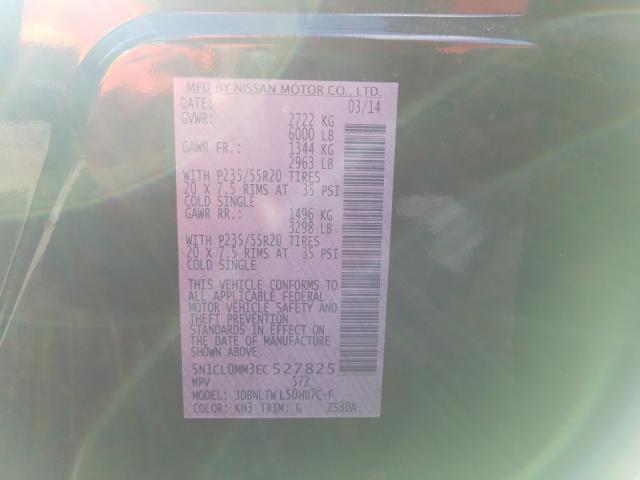 MFD BY NISSAN MOTOR CO., LTD.
DATE: 03/14
GVWR: 2722 KG
6000 LB
GAWR FR.: 1344 KG
2963 LB
WITH P235/55R20 TIRES
20 X 7.5 RIMS AT 35 PSI
COLD SINGLE
GAWR RR.: 1496 KG
3298 LB
WITH P235/55R20 TIRES
20 X 7.5 RIMS AT 35 PSI
COLD SINGLE
THIS VEHICLE CONFORMS TO
ALL APPLICABLE FEDERAL
MOTOR VEHICLE SAFETY AND
THEFT PREVENTION
STANDARDS IN EFFECT ON THE
DATE OF MANUFACTURE
SHOWN ABOVE.
5N1CL0MM3EC527825
MPV S72
MODEL: JDBNLTWL50HU7C-F
COLOR: KH3 TRIM: G ZS30A